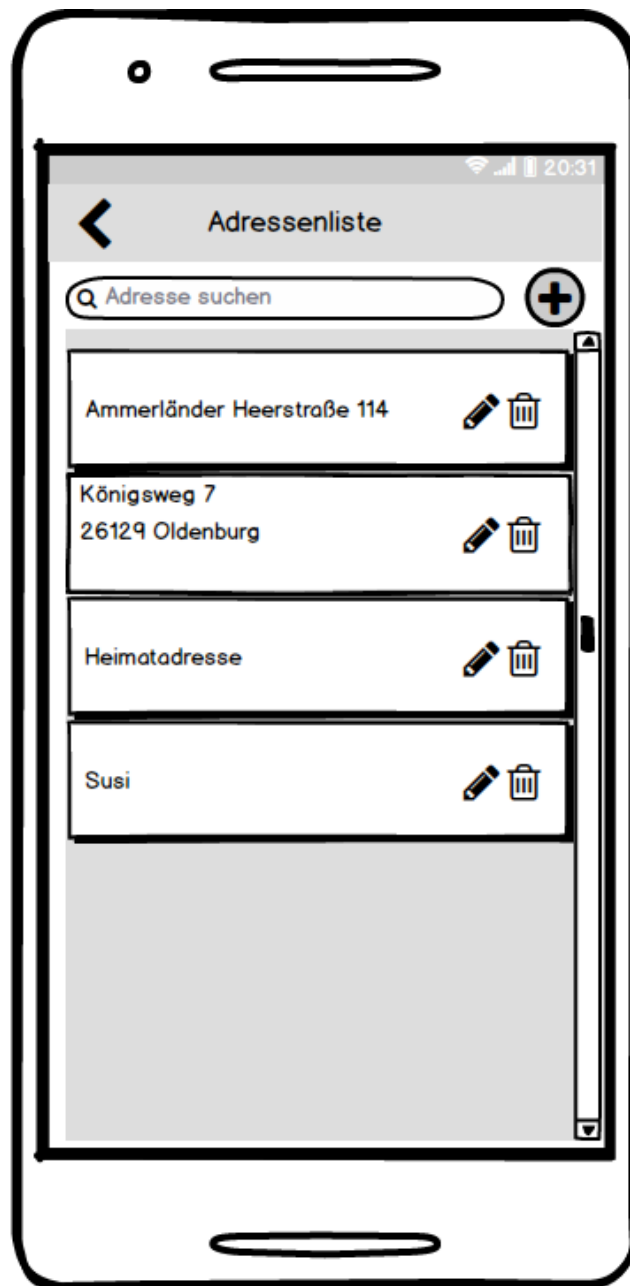 20:31
Adressenliste
Adresse suchen
Ammerländer Heerstraße 114
Königsweg 7
26129 Oldenburg
Heimatadresse
Susi